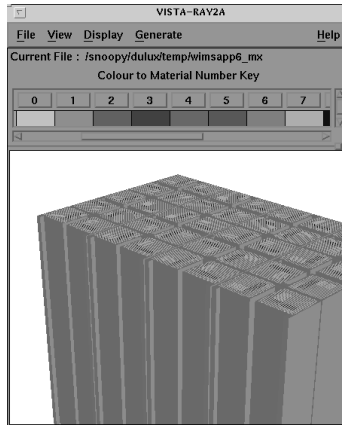 VISTA-RAY2A
File View Display Generate Help
Current File : /snoopy/dulux/temp/wimsapp6_mx
Colour to Material Number Key
0 1 2 3 4 5 6 7